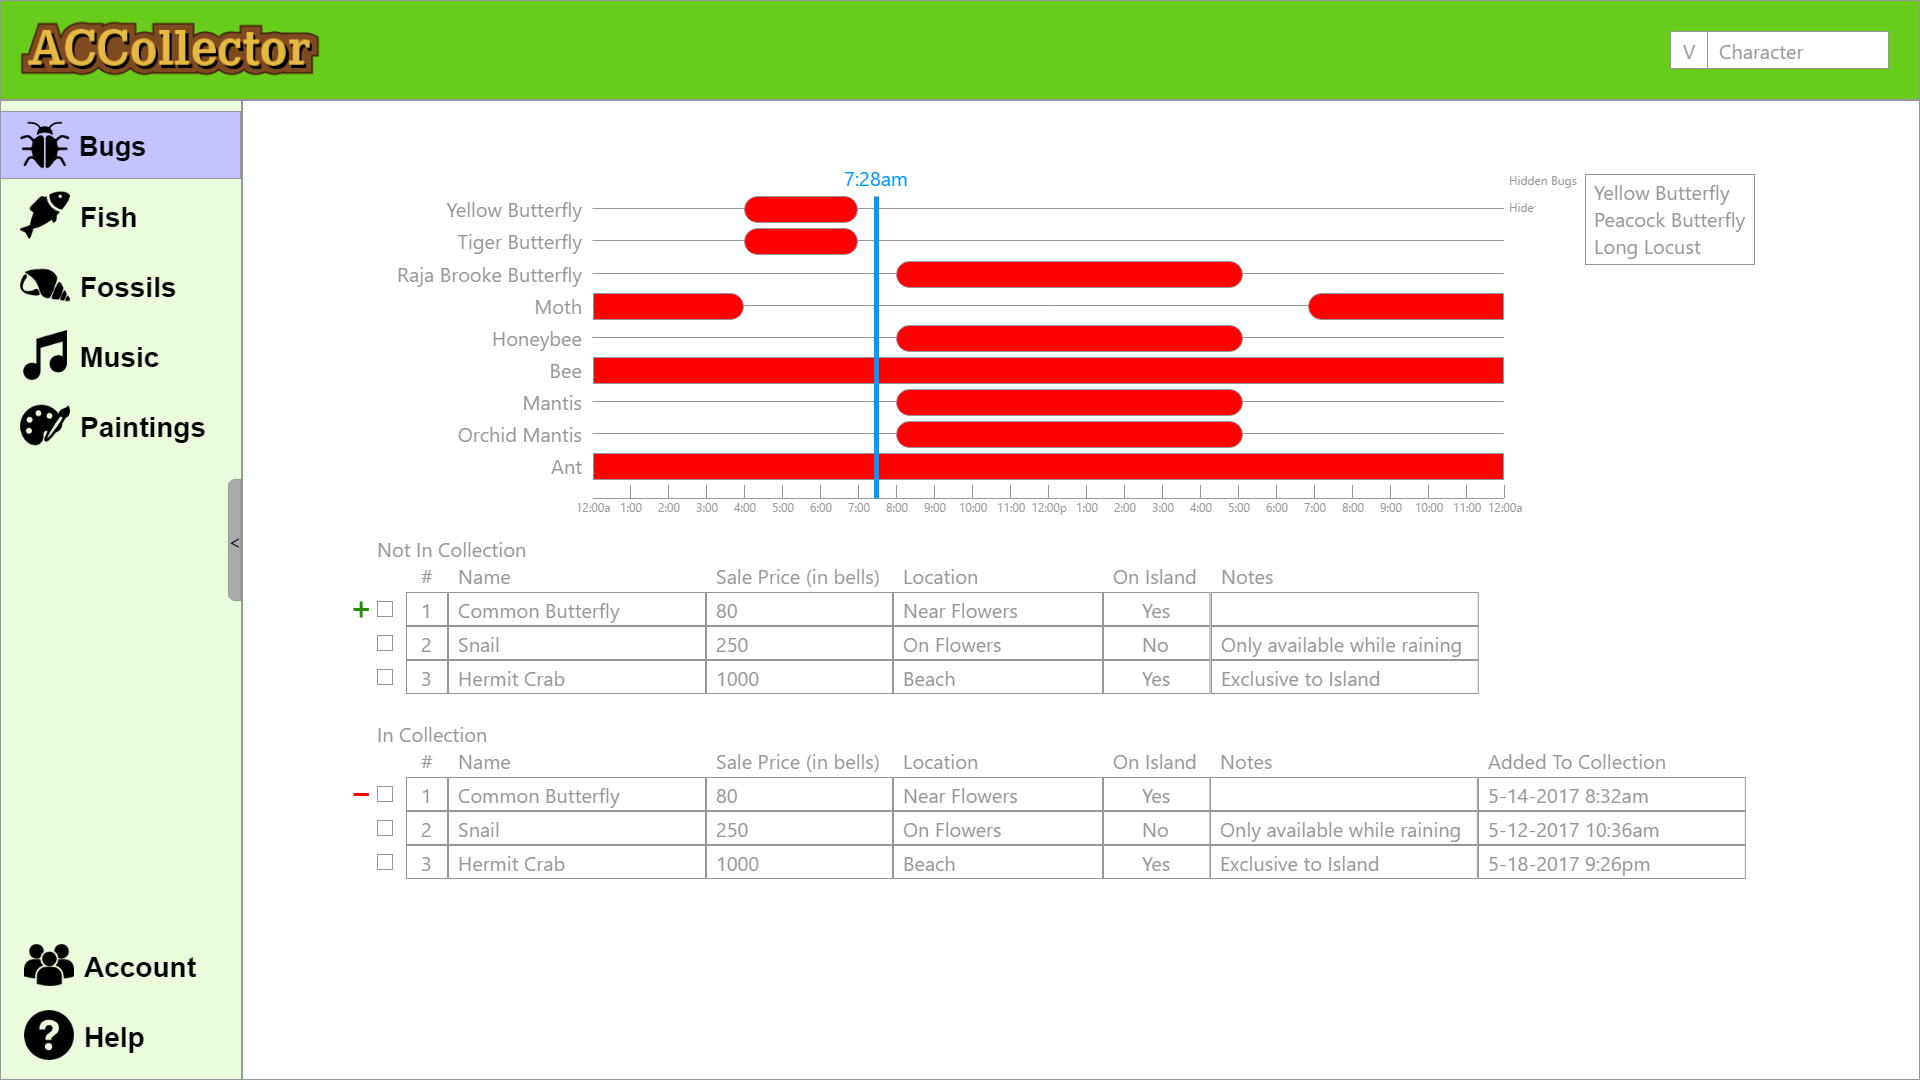 ACCollector
V Character
Bugs
Fish
Fossils
Music
Paintings
<
Account
Help
7:28am
Yellow Butterfly
Tiger Butterfly
Raja Brooke Butterfly
Moth
Honeybee
Bee
Mantis
Orchid Mantis
Ant
12:00a 1:00 2:00 3:00 4:00 5:00 6:00 7:00 8:00 9:00 10:00 11:00 12:00p 1:00 2:00 3:00 4:00 5:00 6:00 7:00 8:00 9:00 10:00 11:00 12:00a
Hidden Bugs
Hide
Yellow Butterfly
Peacock Butterfly
Long Locust
Not In Collection
# Name Sale Price (in bells) Location On Island Notes
+ 1 Common Butterfly 80 Near Flowers Yes
2 Snail 250 On Flowers No Only available while raining
3 Hermit Crab 1000 Beach Yes Exclusive to Island
In Collection
# Name Sale Price (in bells) Location On Island Notes Added To Collection
− 1 Common Butterfly 80 Near Flowers Yes 5-14-2017 8:32am
2 Snail 250 On Flowers No Only available while raining 5-12-2017 10:36am
3 Hermit Crab 1000 Beach Yes Exclusive to Island 5-18-2017 9:26pm